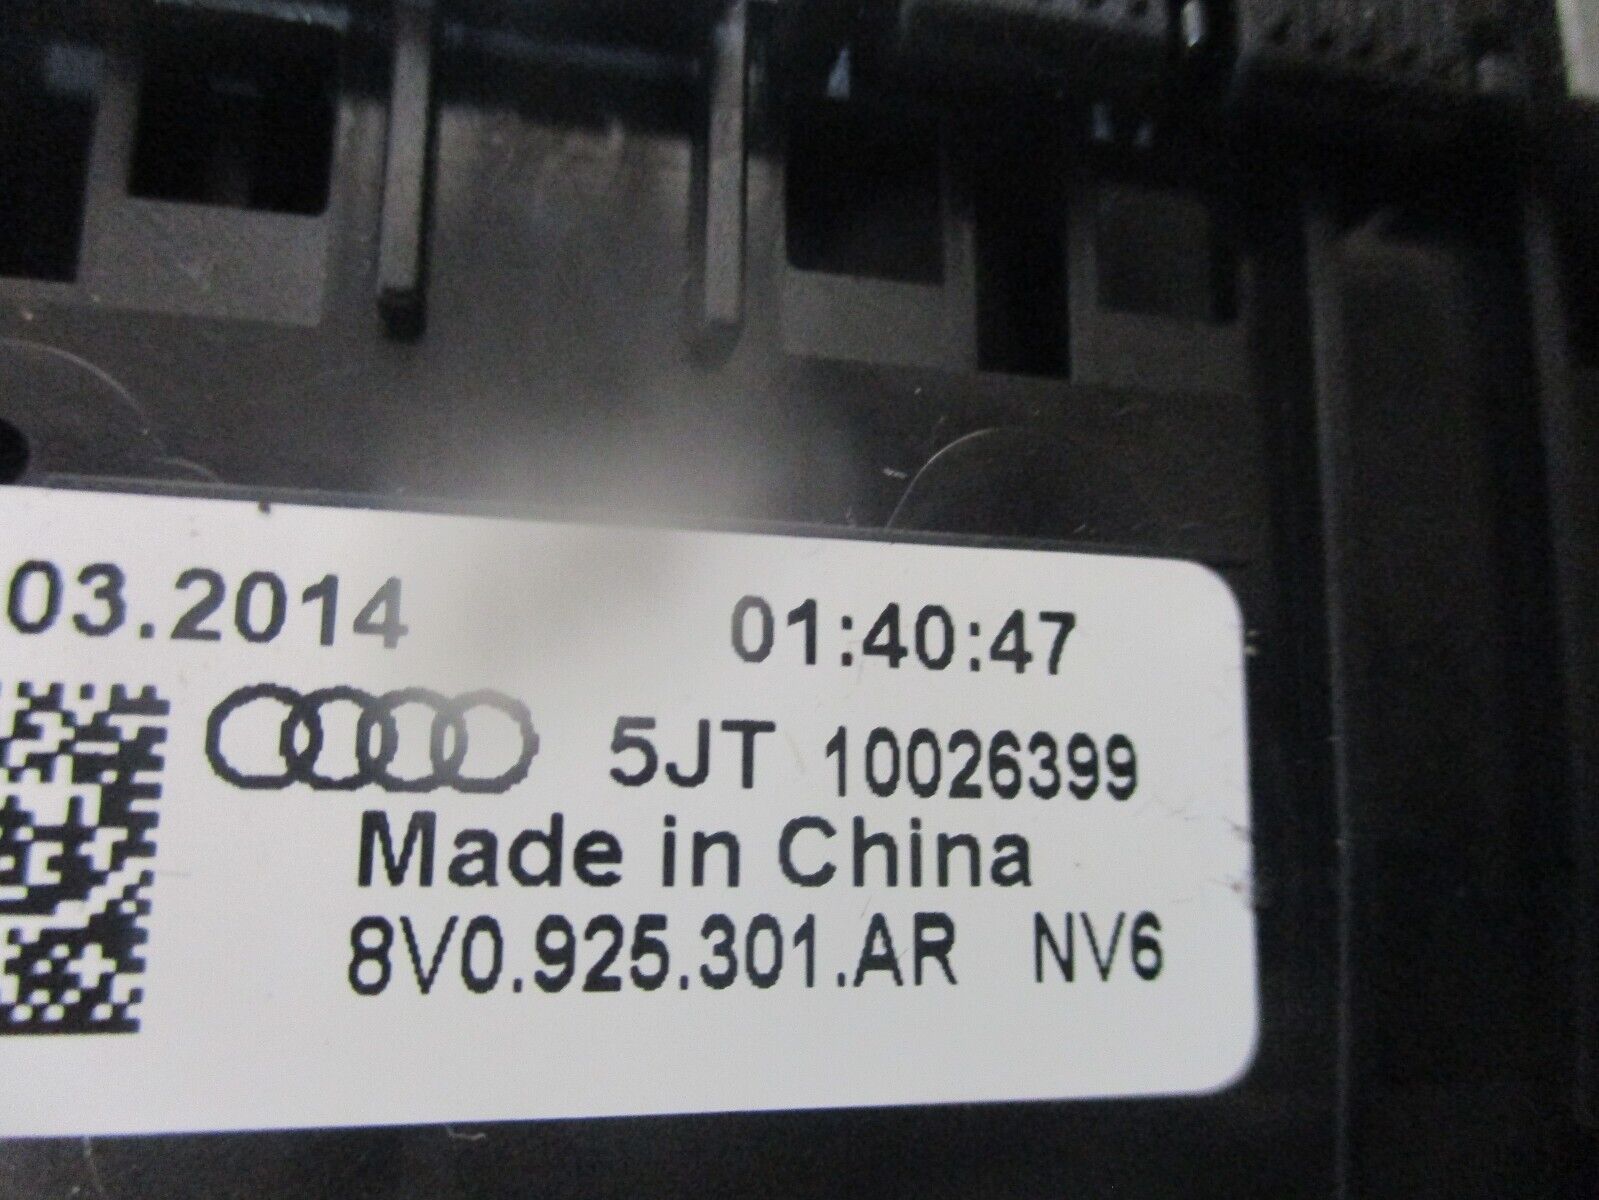 03.2014 01:40:47
5JT 10026399
Made in China
8V0.925.301.AR NV6